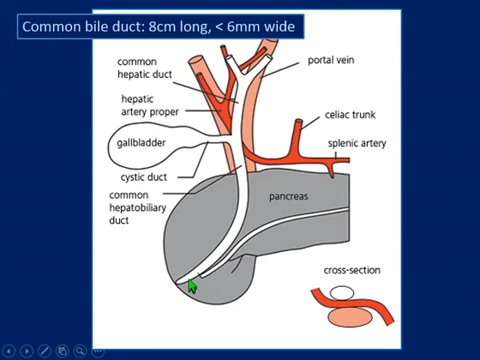 Common bile duct: 8cm long, < 6mm wide
common
hepatic duct
portal vein
hepatic
artery proper
celiac trunk
gallbladder
splenic artery
cystic duct
common
hepatobiliary
duct
pancreas
cross-section